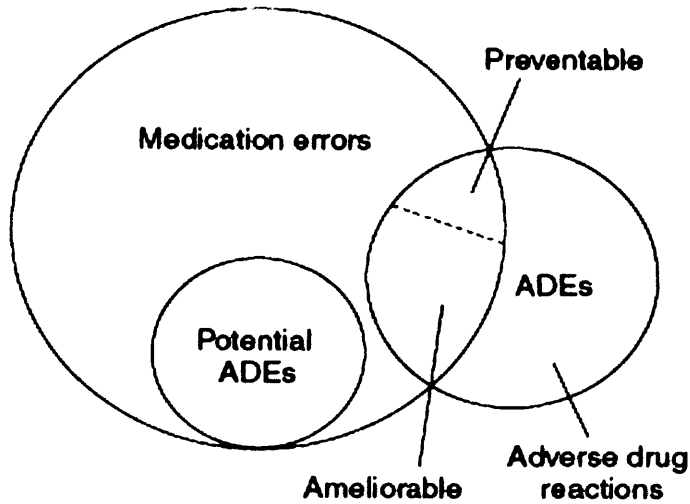 Preventable
Medication errors
ADEs
Potential
ADEs
Adverse drug
reactions
Ameliorable